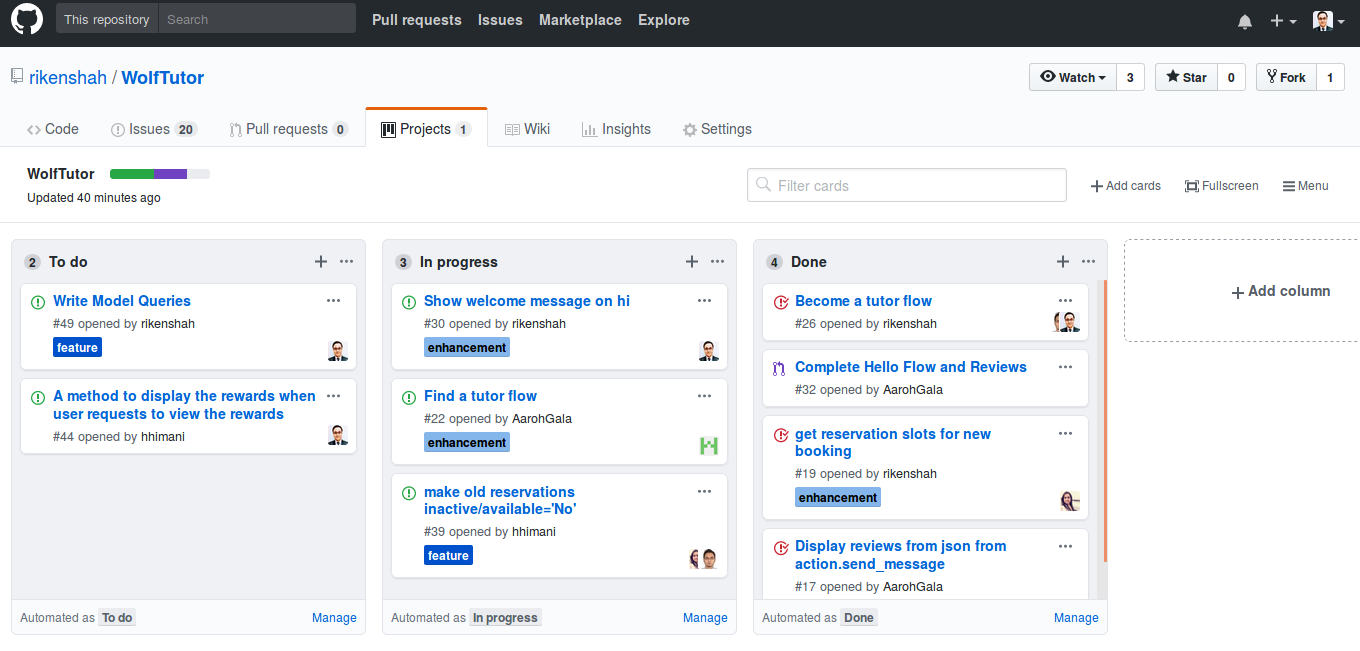 This repository Search Pull requests Issues Marketplace Explore
rikenshah / WolfTutor Watch 3 Star 0 Fork 1
Code Issues 20 Pull requests 0 Projects 1 Wiki Insights Settings
WolfTutor
Updated 40 minutes ago
Filter cards Add cards Fullscreen Menu
2 To do
Write Model Queries
#49 opened by rikenshah
feature
A method to display the rewards when
user requests to view the rewards
#44 opened by hhimani
Automated as To do Manage
3 In progress
Show welcome message on hi
#30 opened by rikenshah
enhancement
Find a tutor flow
#22 opened by AarohGala
enhancement
make old reservations
inactive/available='No'
#39 opened by hhimani
feature
Automated as In progress Manage
4 Done
Become a tutor flow
#26 opened by rikenshah
Complete Hello Flow and Reviews
#32 opened by AarohGala
get reservation slots for new
booking
#19 opened by rikenshah
enhancement
Display reviews from json from
action.send_message
#17 opened by AarohGala
Automated as Done Manage
Add column